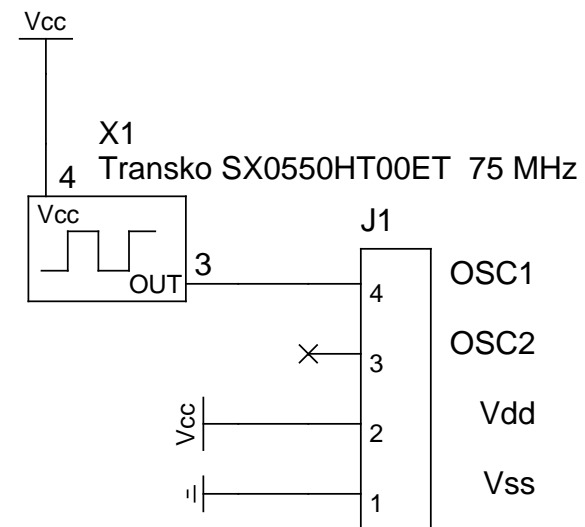 Vcc
X1
Transko SX0550HT00ET 75 MHz
4
Vcc
J1
3
OUT
4
OSC1
3
OSC2
Vcc
2
Vdd
1
Vss